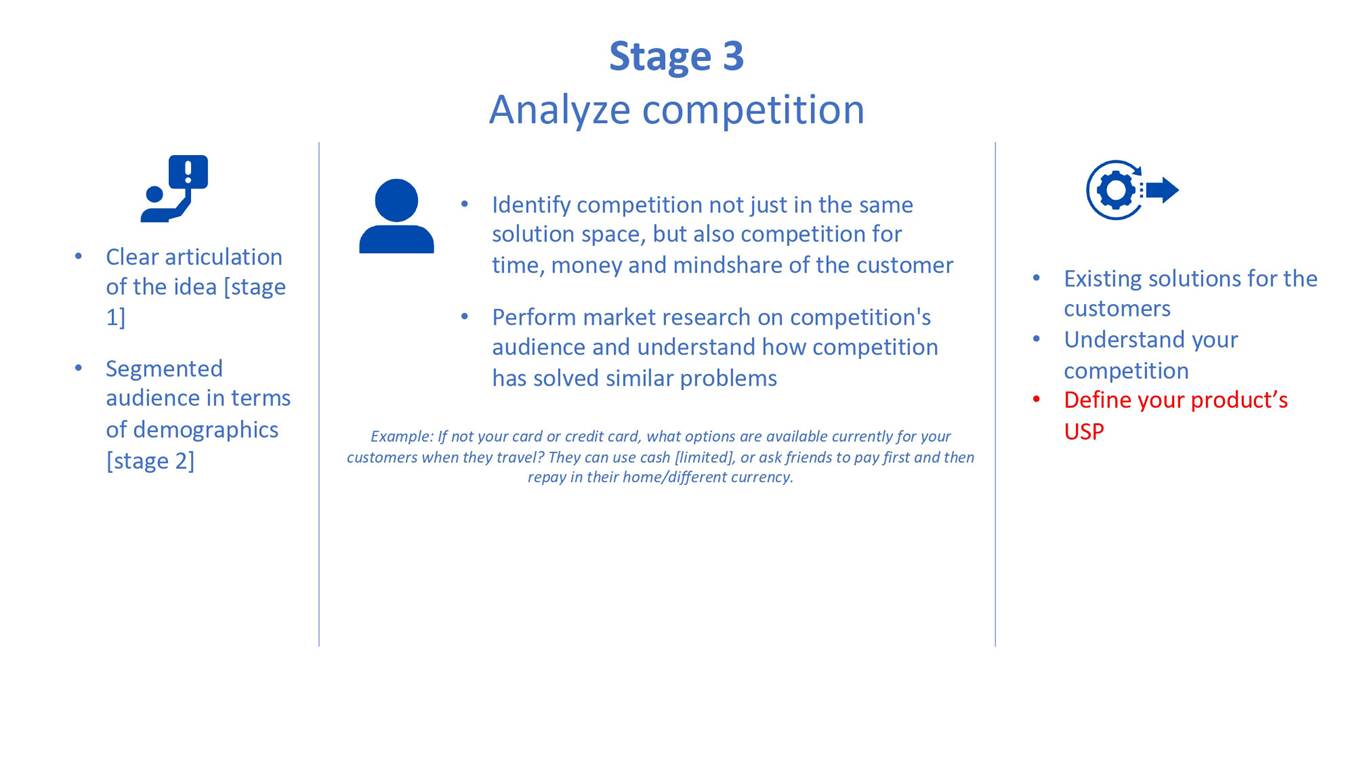 Stage 3
Analyze competition
• Clear articulation
of the idea [stage
1]
• Segmented
audience in terms
of demographics
[stage 2]
• Identify competition not just in the same
solution space, but also competition for
time, money and mindshare of the customer
• Perform market research on competition's
audience and understand how competition
has solved similar problems
Example: If not your card or credit card, what options are available currently for your
customers when they travel? They can use cash [limited], or ask friends to pay first and then
repay in their home/different currency.
• Existing solutions for the
customers
• Understand your
competition
• Define your product’s
USP